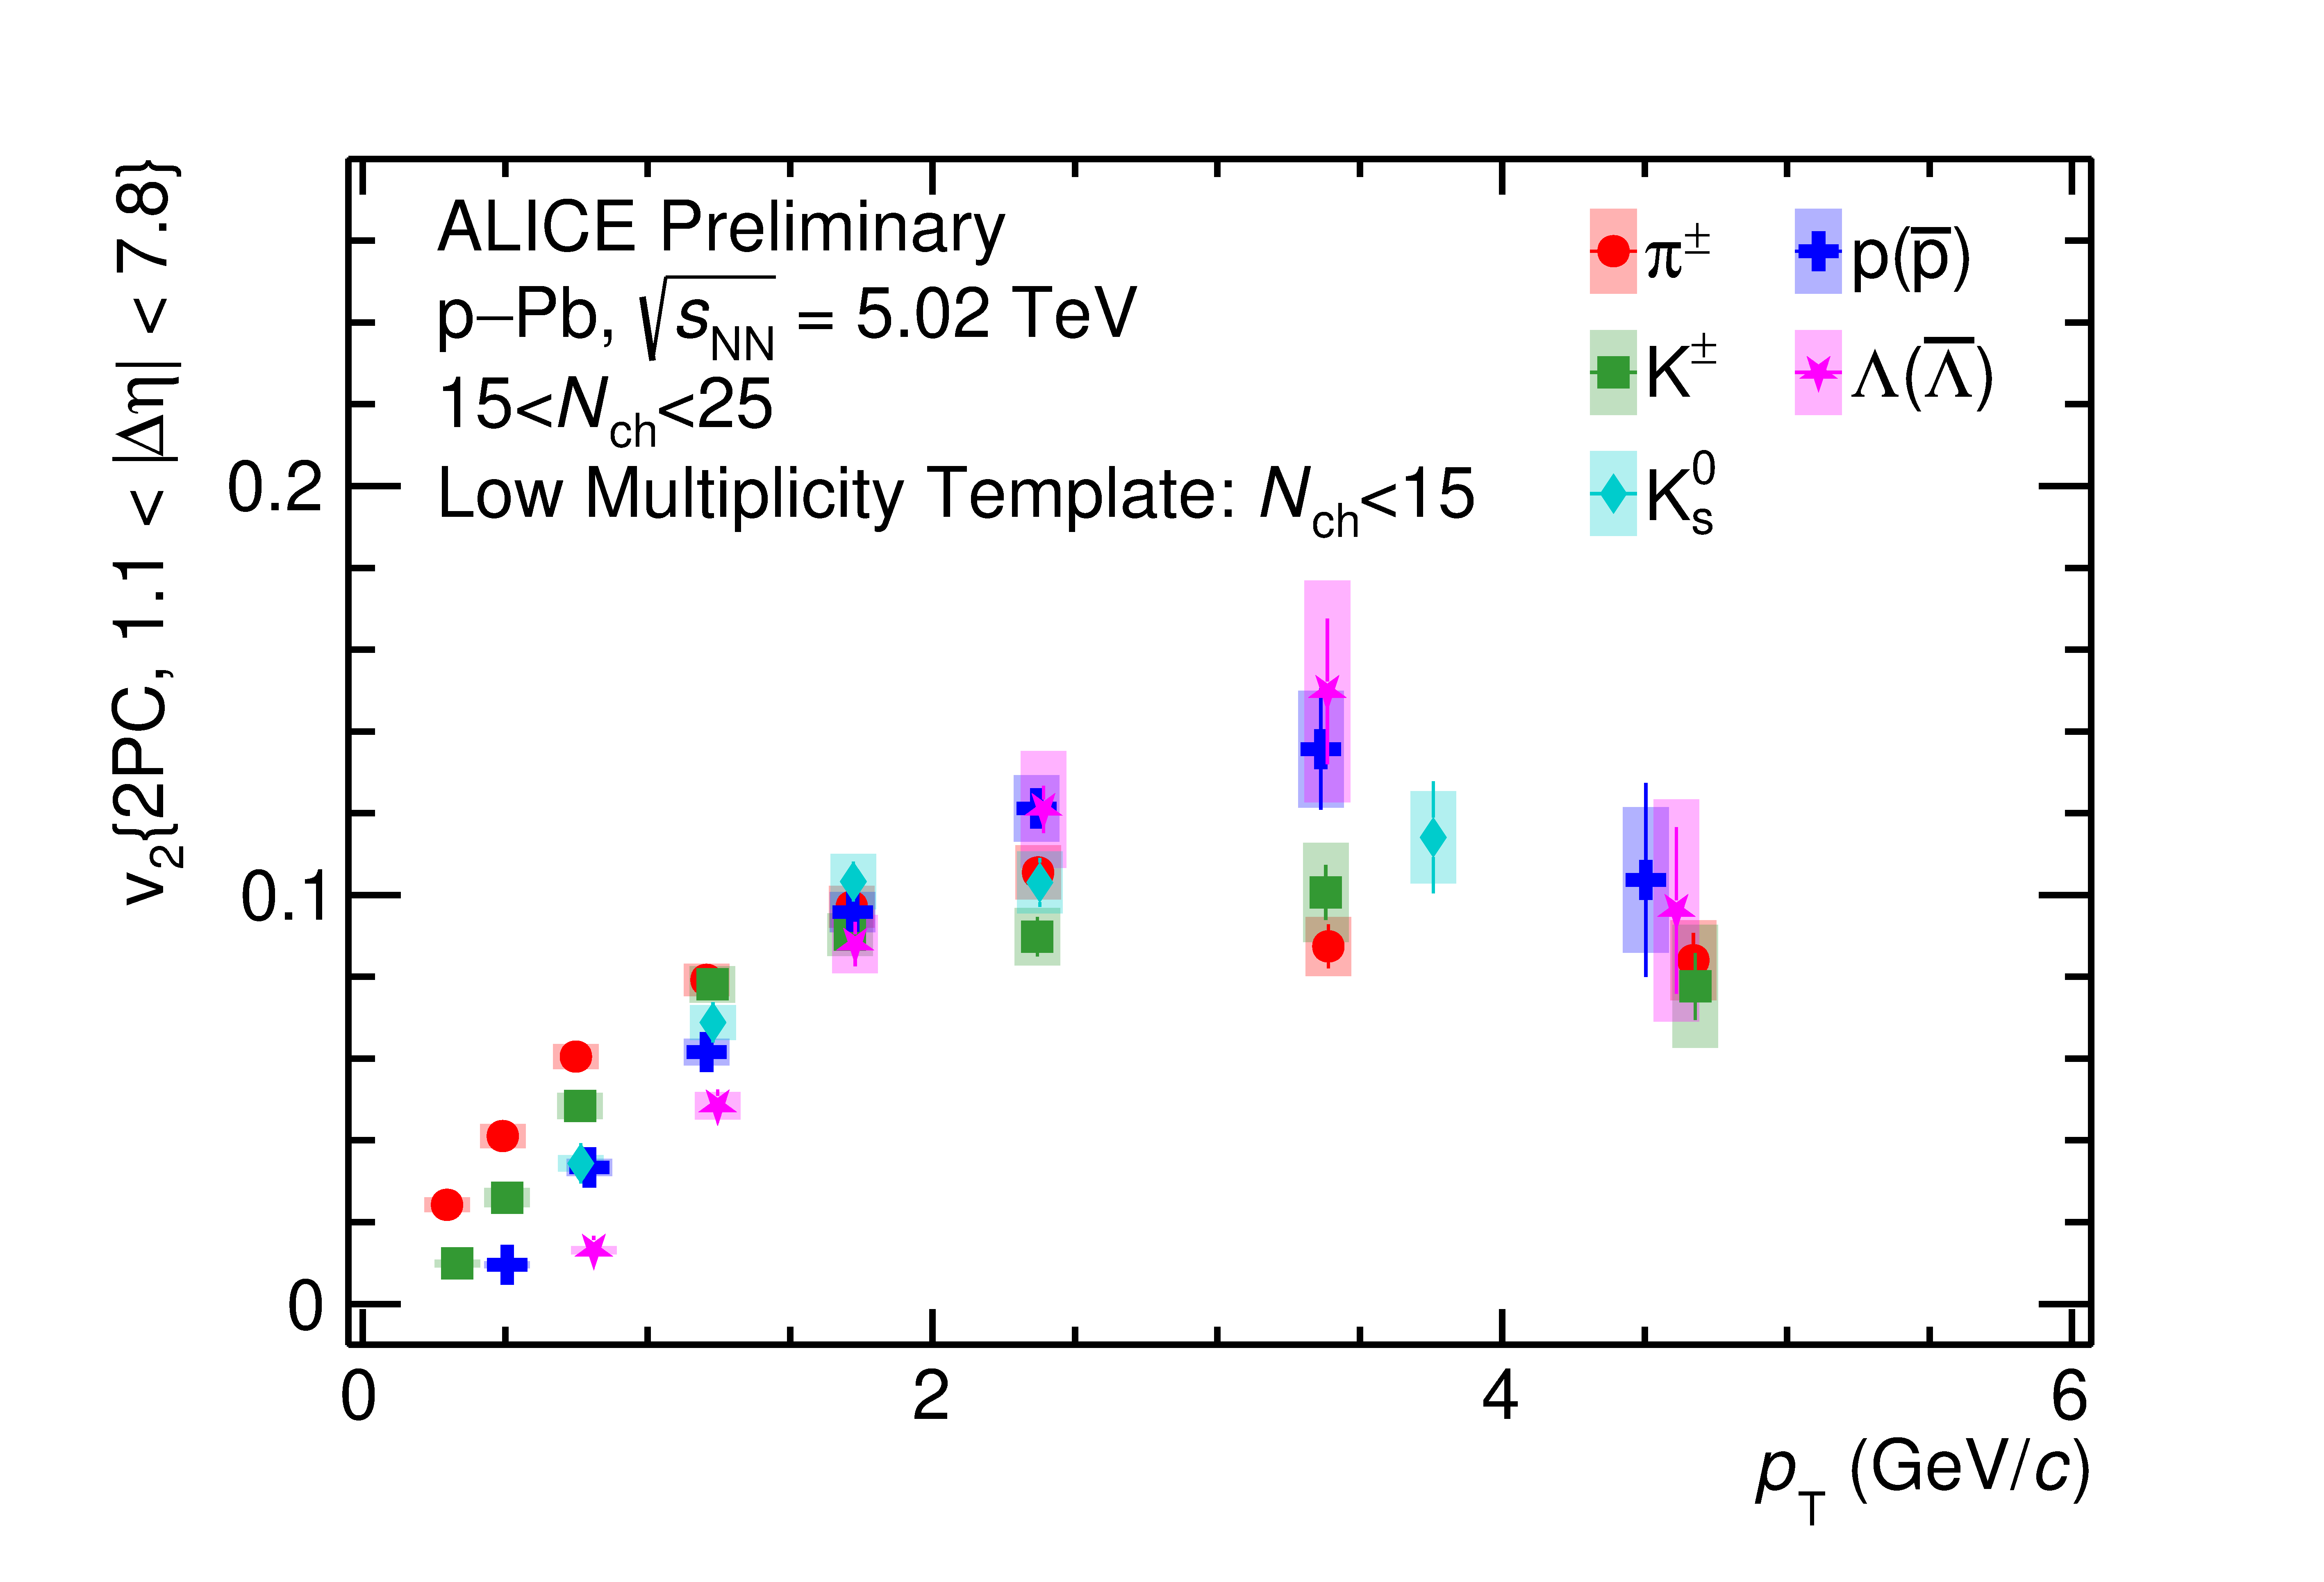 v₂{2PC, 1.1 < |Δη| < 7.8}
ALICE Preliminary
p–Pb, √sNN = 5.02 TeV
15<Nch<25
Low Multiplicity Template: Nch<15
π± p(p̅)
K± Λ(Λ̅)
K⁰s
0.2
0.1
0
0 2 4 6
pT (GeV/c)